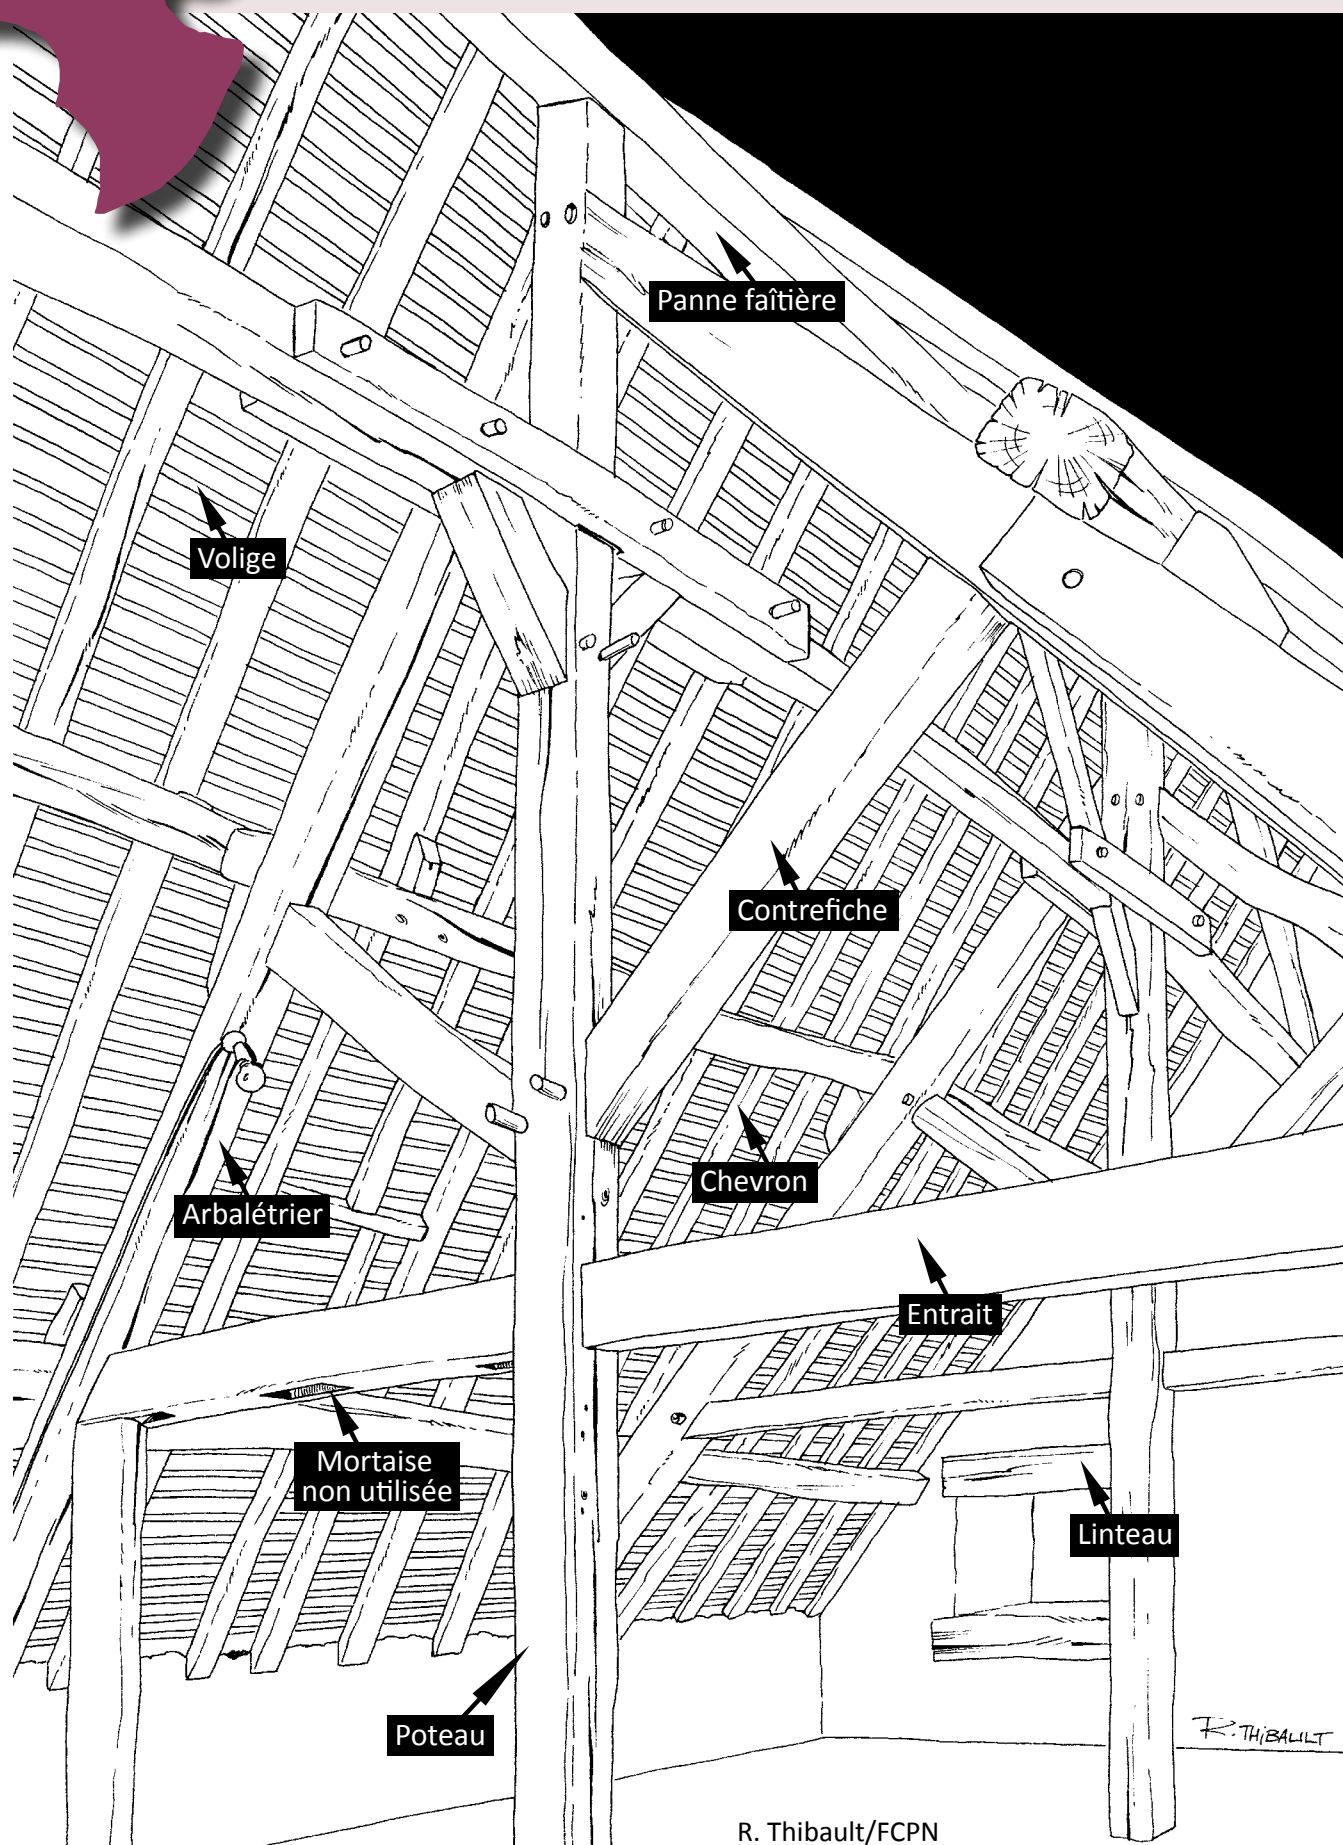 Panne faîtière
Volige
Contrefiche
Chevron
Arbalétrier
Entrait
Mortaise
non utilisée
Linteau
Poteau
R. THIBAULT
R. Thibault/FCPN